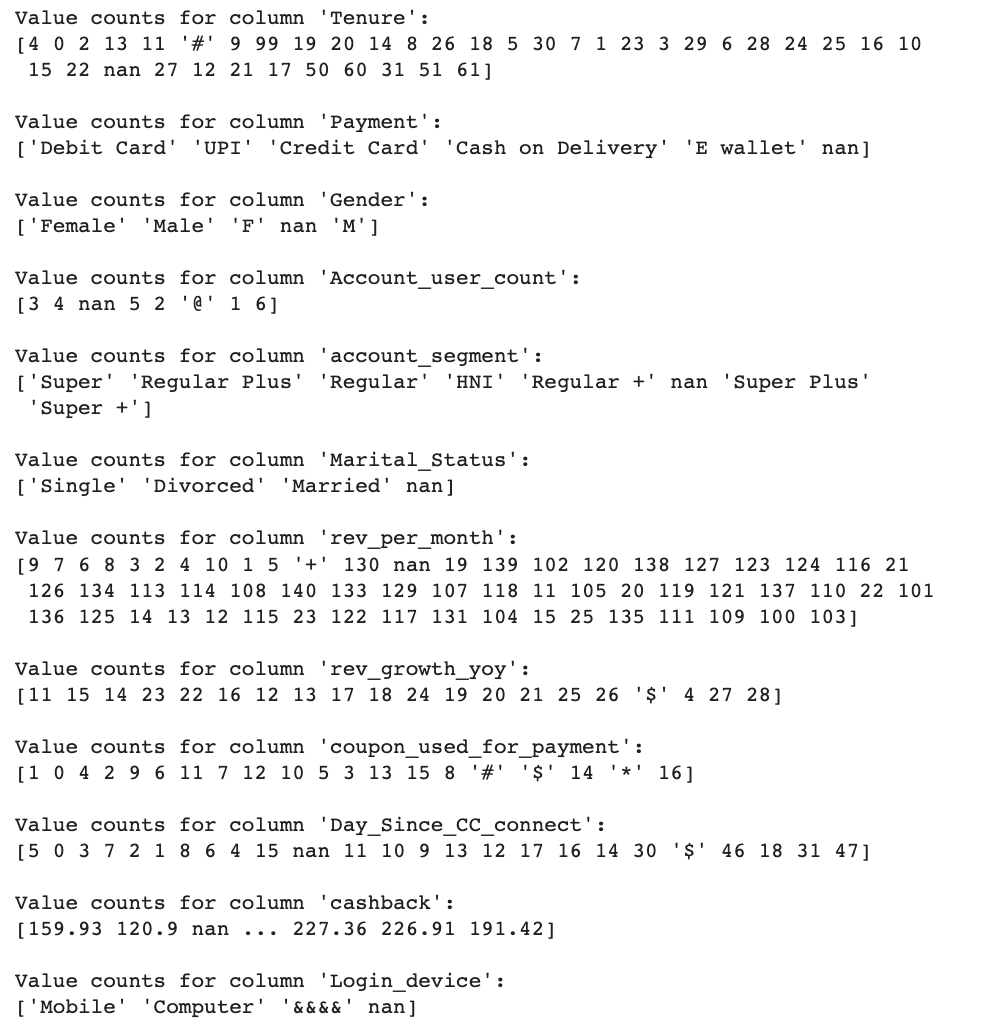 Value counts for column 'Tenure':
[4 0 2 13 11 '#' 9 99 19 20 14 8 26 18 5 30 7 1 23 3 29 6 28 24 25 16 10
15 22 nan 27 12 21 17 50 60 31 51 61]
Value counts for column 'Payment':
['Debit Card' 'UPI' 'Credit Card' 'Cash on Delivery' 'E wallet' nan]
Value counts for column 'Gender':
['Female' 'Male' 'F' nan 'M']
Value counts for column 'Account_user_count':
[3 4 nan 5 2 '@' 1 6]
Value counts for column 'account_segment':
['Super' 'Regular Plus' 'Regular' 'HNI' 'Regular +' nan 'Super Plus'
'Super +']
Value counts for column 'Marital_Status':
['Single' 'Divorced' 'Married' nan]
Value counts for column 'rev_per_month':
[9 7 6 8 3 2 4 10 1 5 '+' 130 nan 19 139 102 120 138 127 123 124 116 21
126 134 113 114 108 140 133 129 107 118 11 105 20 119 121 137 110 22 101
136 125 14 13 12 115 23 122 117 131 104 15 25 135 111 109 100 103]
Value counts for column 'rev_growth_yoy':
[11 15 14 23 22 16 12 13 17 18 24 19 20 21 25 26 '$' 4 27 28]
Value counts for column 'coupon_used_for_payment':
[1 0 4 2 9 6 11 7 12 10 5 3 13 15 8 '#' '$' 14 '*' 16]
Value counts for column 'Day_Since_CC_connect':
[5 0 3 7 2 1 8 6 4 15 nan 11 10 9 13 12 17 16 14 30 '$' 46 18 31 47]
Value counts for column 'cashback':
[159.93 120.9 nan ... 227.36 226.91 191.42]
Value counts for column 'Login_device':
['Mobile' 'Computer' '&&&&' nan]